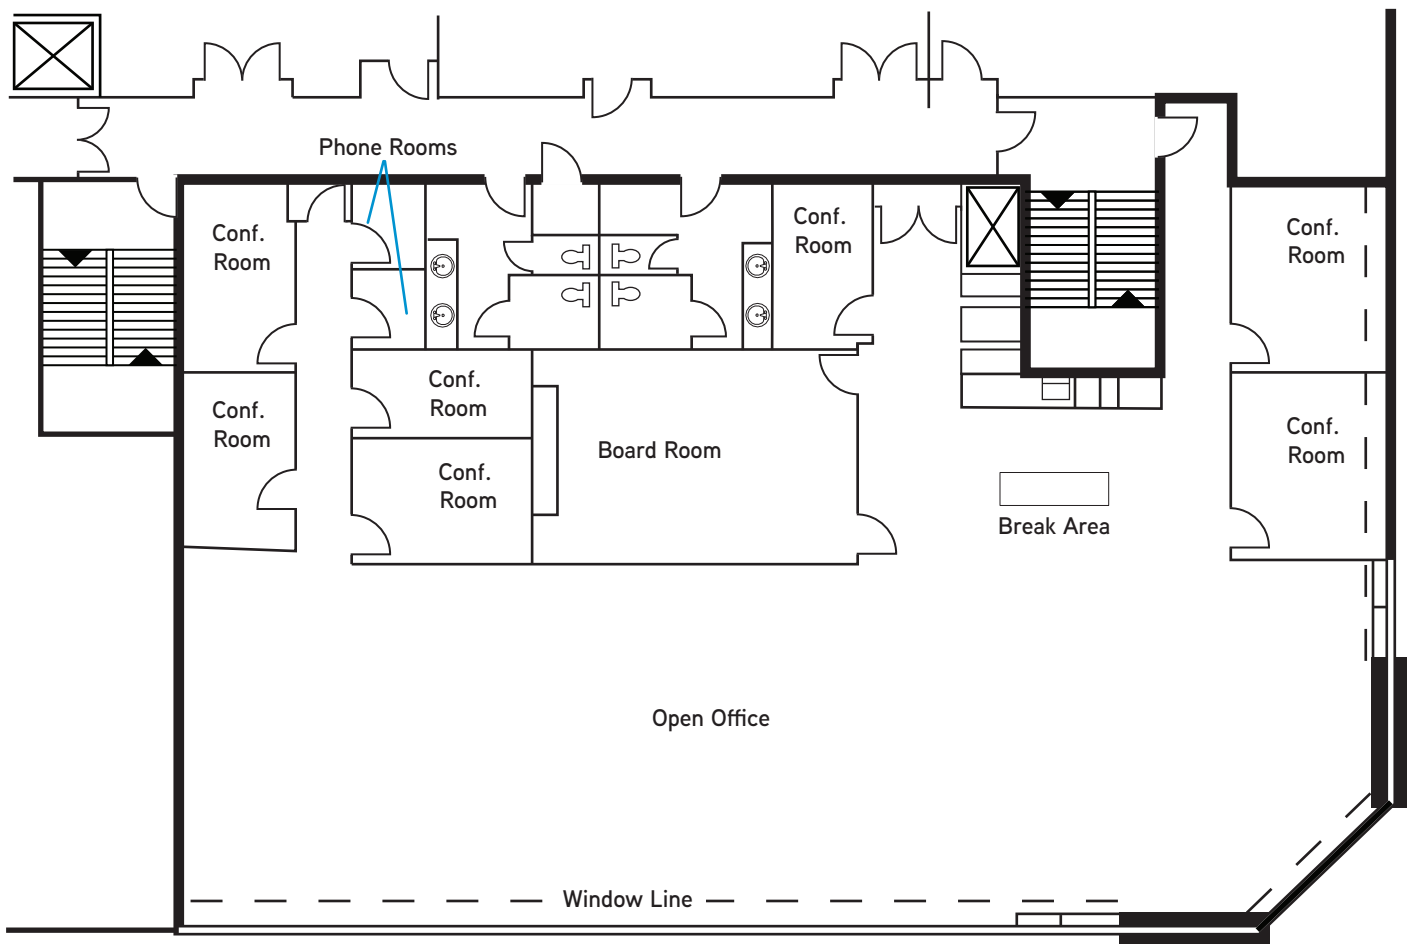 Phone Rooms
Conf.
Room
Conf.
Room
Conf.
Room
Conf.
Room
Conf.
Room
Conf.
Room
Board Room
Conf.
Room
Break Area
Open Office
Window Line